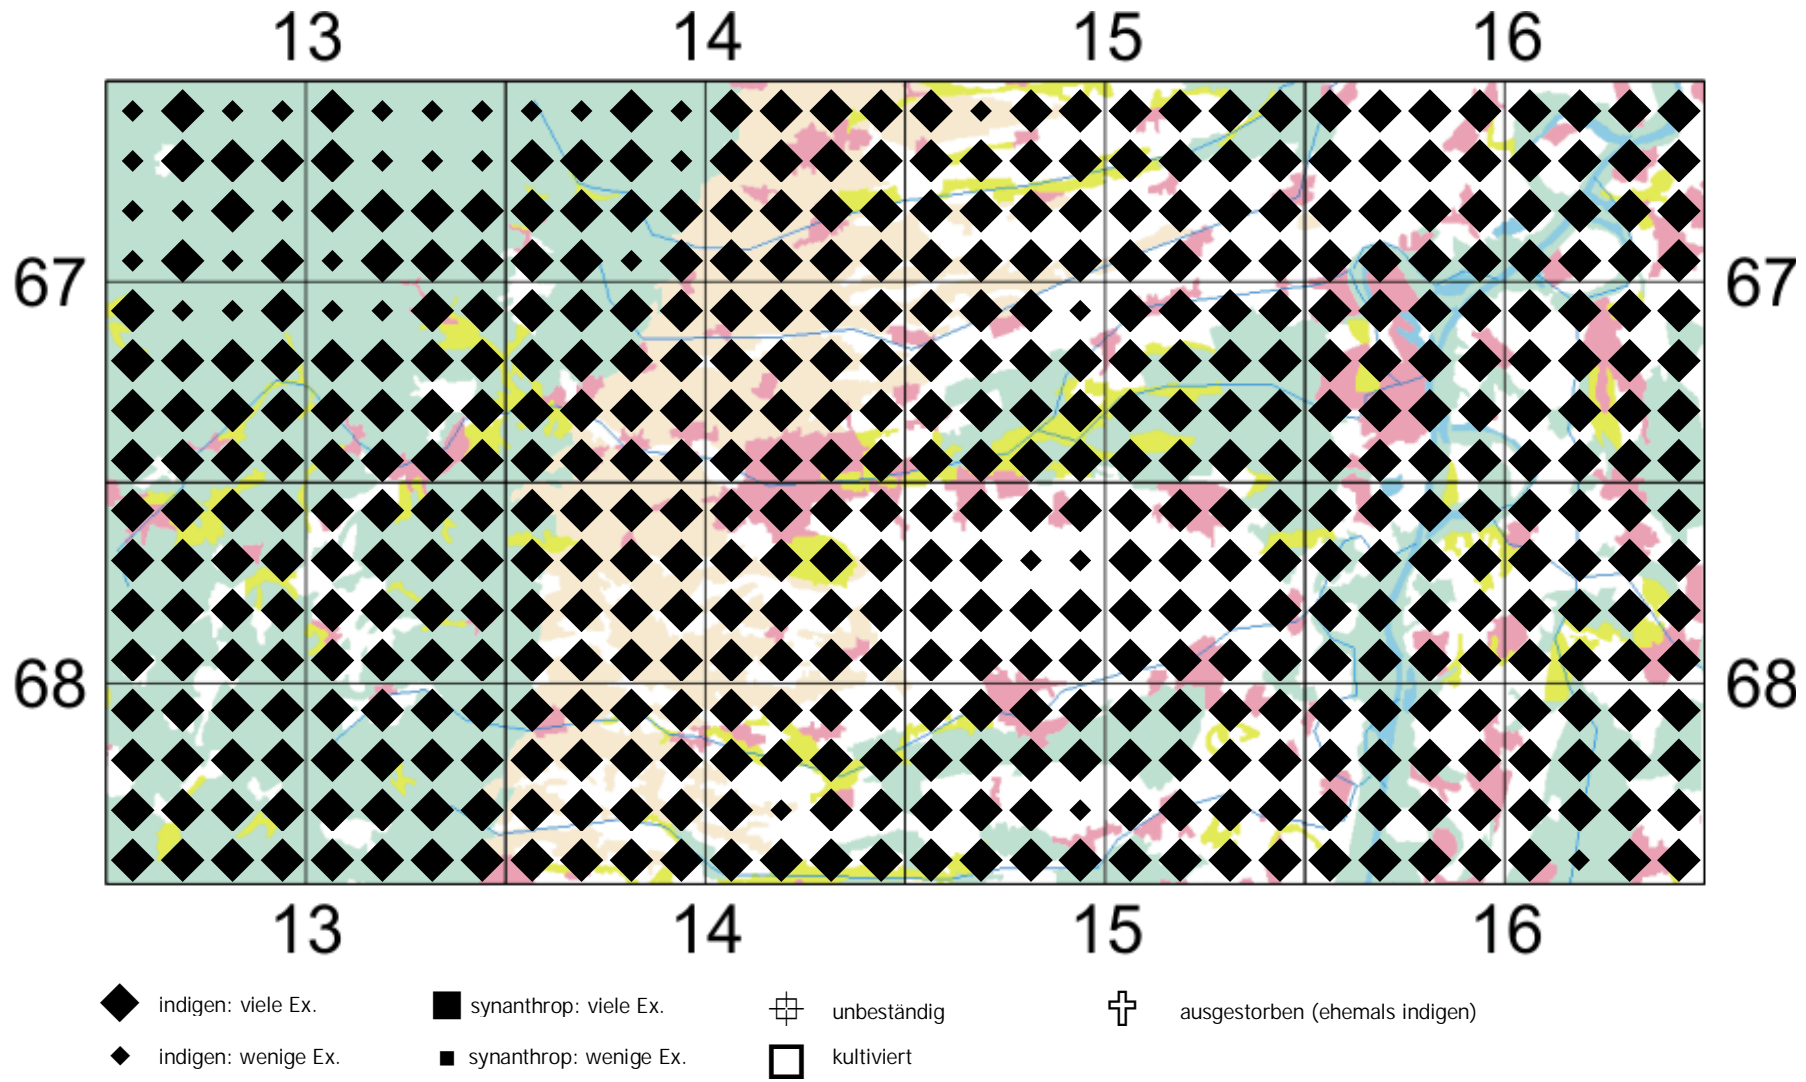 13 14 15 16
67 67
68 68
13 14 15 16
indigen: viele Ex. synanthrop: viele Ex. unbeständig ausgestorben (ehemals indigen)
indigen: wenige Ex. synanthrop: wenige Ex. kultiviert